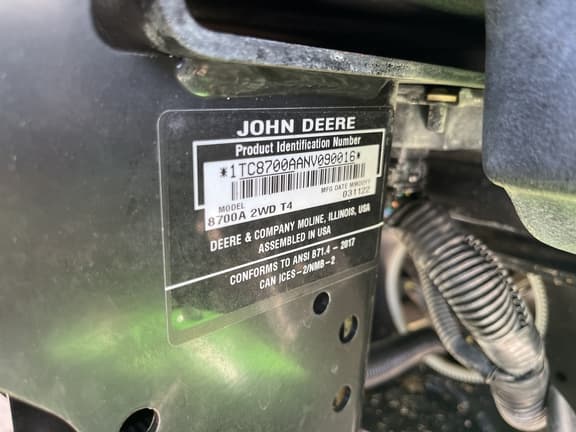 JOHN DEERE
Product Identification Number
*1TC8700AANV090016*
MFG DATE M/M/D/YY
031122
MODEL
8700A 2WD T4
DEERE & COMPANY MOLINE, ILLINOIS, USA
ASSEMBLED IN USA
CONFORMS TO ANSI B71.4 - 2017
CAN ICES-2/NMB-2